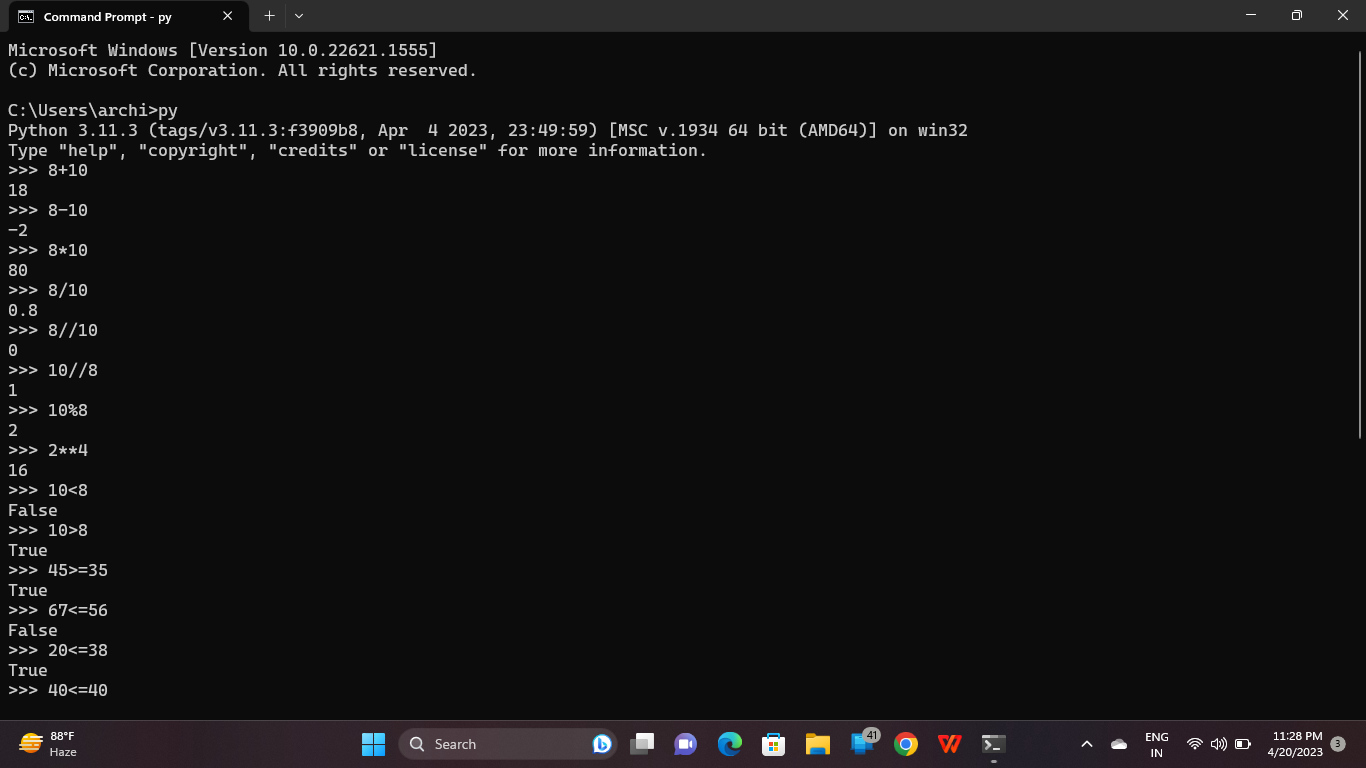 Command Prompt - py
Microsoft Windows [Version 10.0.22621.1555]
(c) Microsoft Corporation. All rights reserved.
C:\Users\archi>py
Python 3.11.3 (tags/v3.11.3:f3909b8, Apr  4 2023, 23:49:59) [MSC v.1934 64 bit (AMD64)] on win32
Type "help", "copyright", "credits" or "license" for more information.
>>> 8+10
18
>>> 8-10
-2
>>> 8*10
80
>>> 8/10
0.8
>>> 8//10
0
>>> 10//8
1
>>> 10%8
2
>>> 2**4
16
>>> 10<8
False
>>> 10>8
True
>>> 45>=35
True
>>> 67<=56
False
>>> 20<=38
True
>>> 40<=40
88°F
Haze
Search
41
ENG
IN
11:28 PM
4/20/2023
3